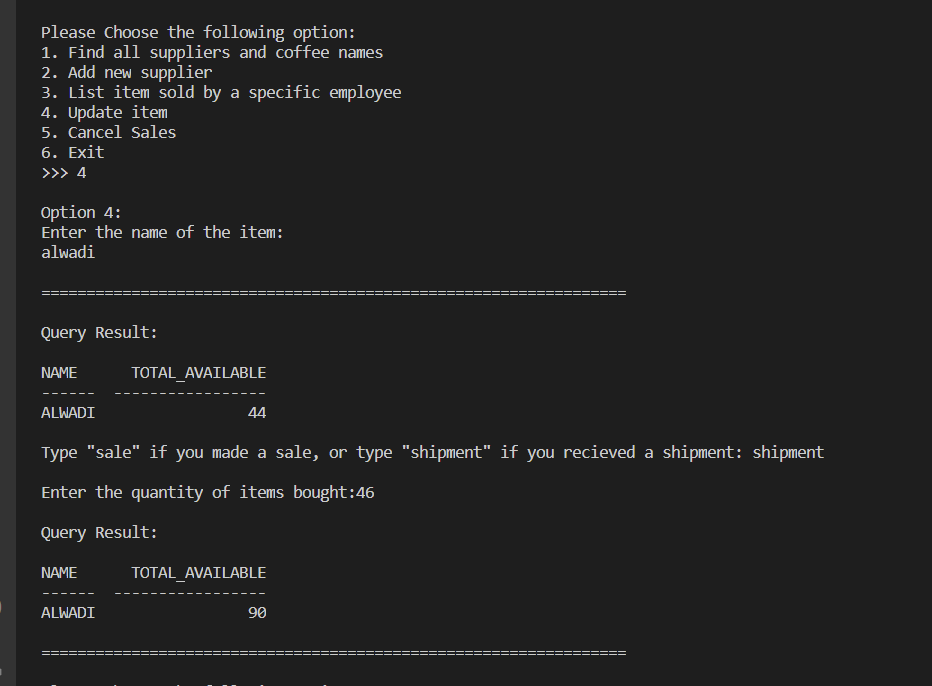 Please Choose the following option:
1. Find all suppliers and coffee names
2. Add new supplier
3. List item sold by a specific employee
4. Update item
5. Cancel Sales
6. Exit
>>> 4
Option 4:
Enter the name of the item:
alwadi
=================================================================
Query Result:
NAME      TOTAL_AVAILABLE
------  -----------------
ALWADI                 44
Type "sale" if you made a sale, or type "shipment" if you recieved a shipment: shipment
Enter the quantity of items bought:46
Query Result:
NAME      TOTAL_AVAILABLE
------  -----------------
ALWADI                 90
=================================================================